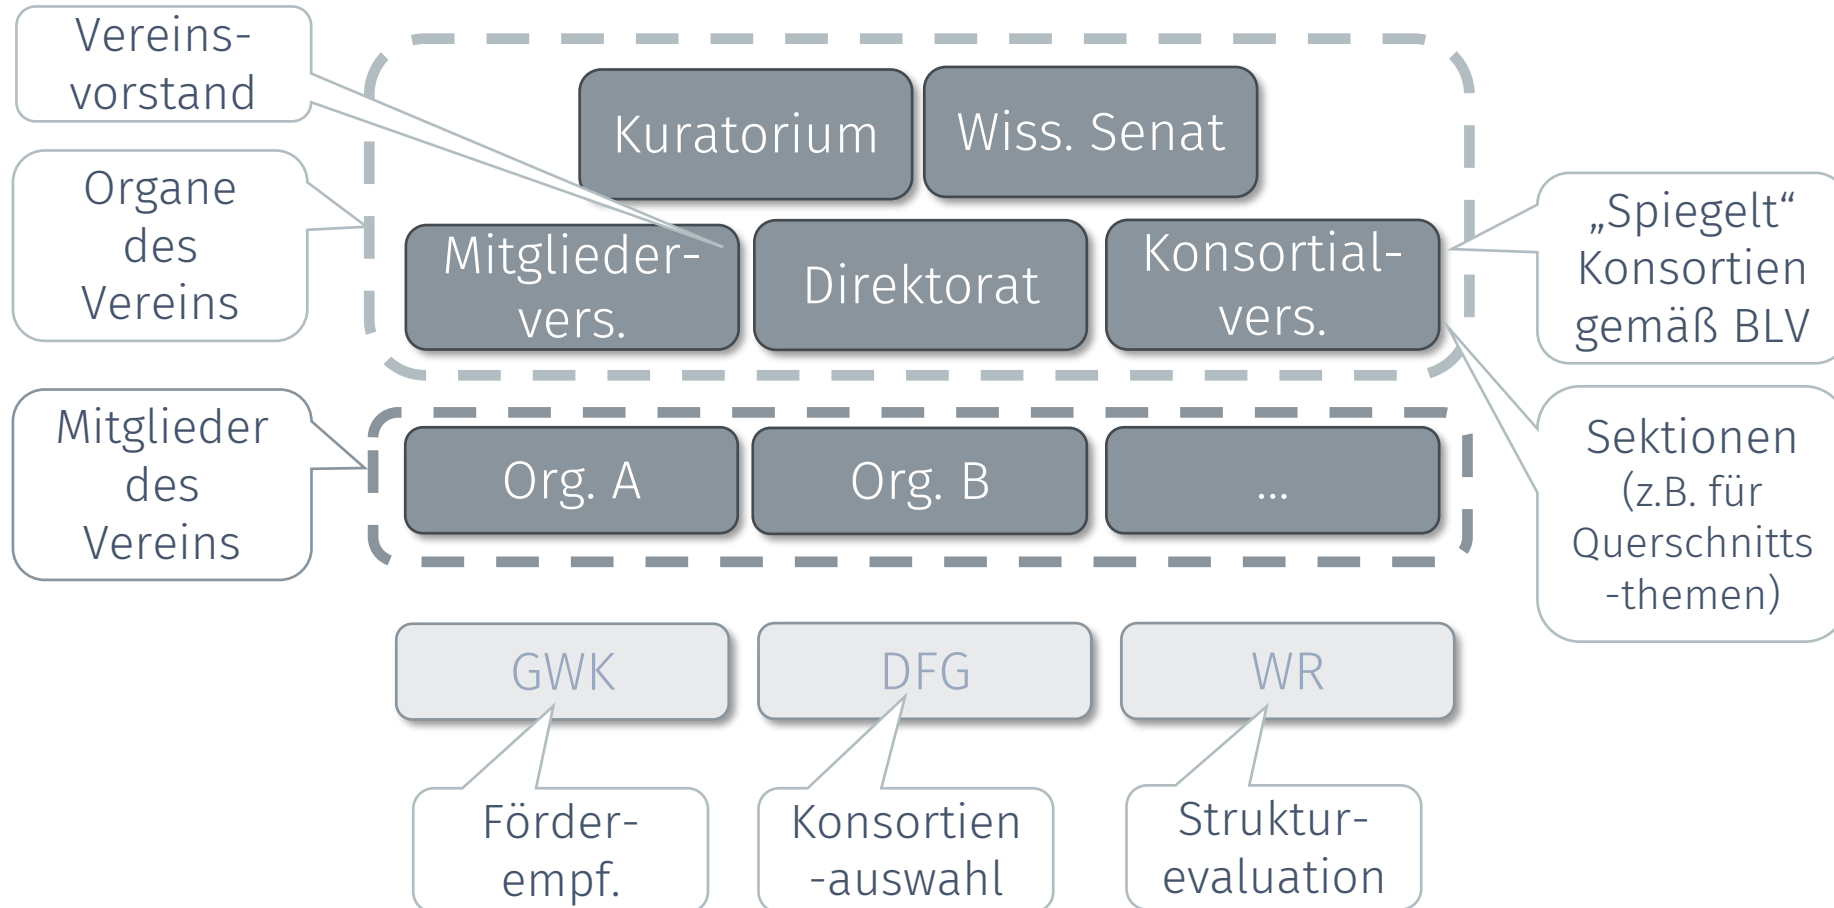 Vereins-
vorstand
Kuratorium
Wiss. Senat
Organe
des
Vereins
Mitglieder-
vers.
Direktorat
Konsortial-
vers.
„Spiegelt“
Konsortien
gemäß BLV
Mitglieder
des
Vereins
Org. A
Org. B
...
Sektionen
(z.B. für
Querschnitts
-themen)
GWK
DFG
WR
Förder-
empf.
Konsortien
-auswahl
Struktur-
evaluation